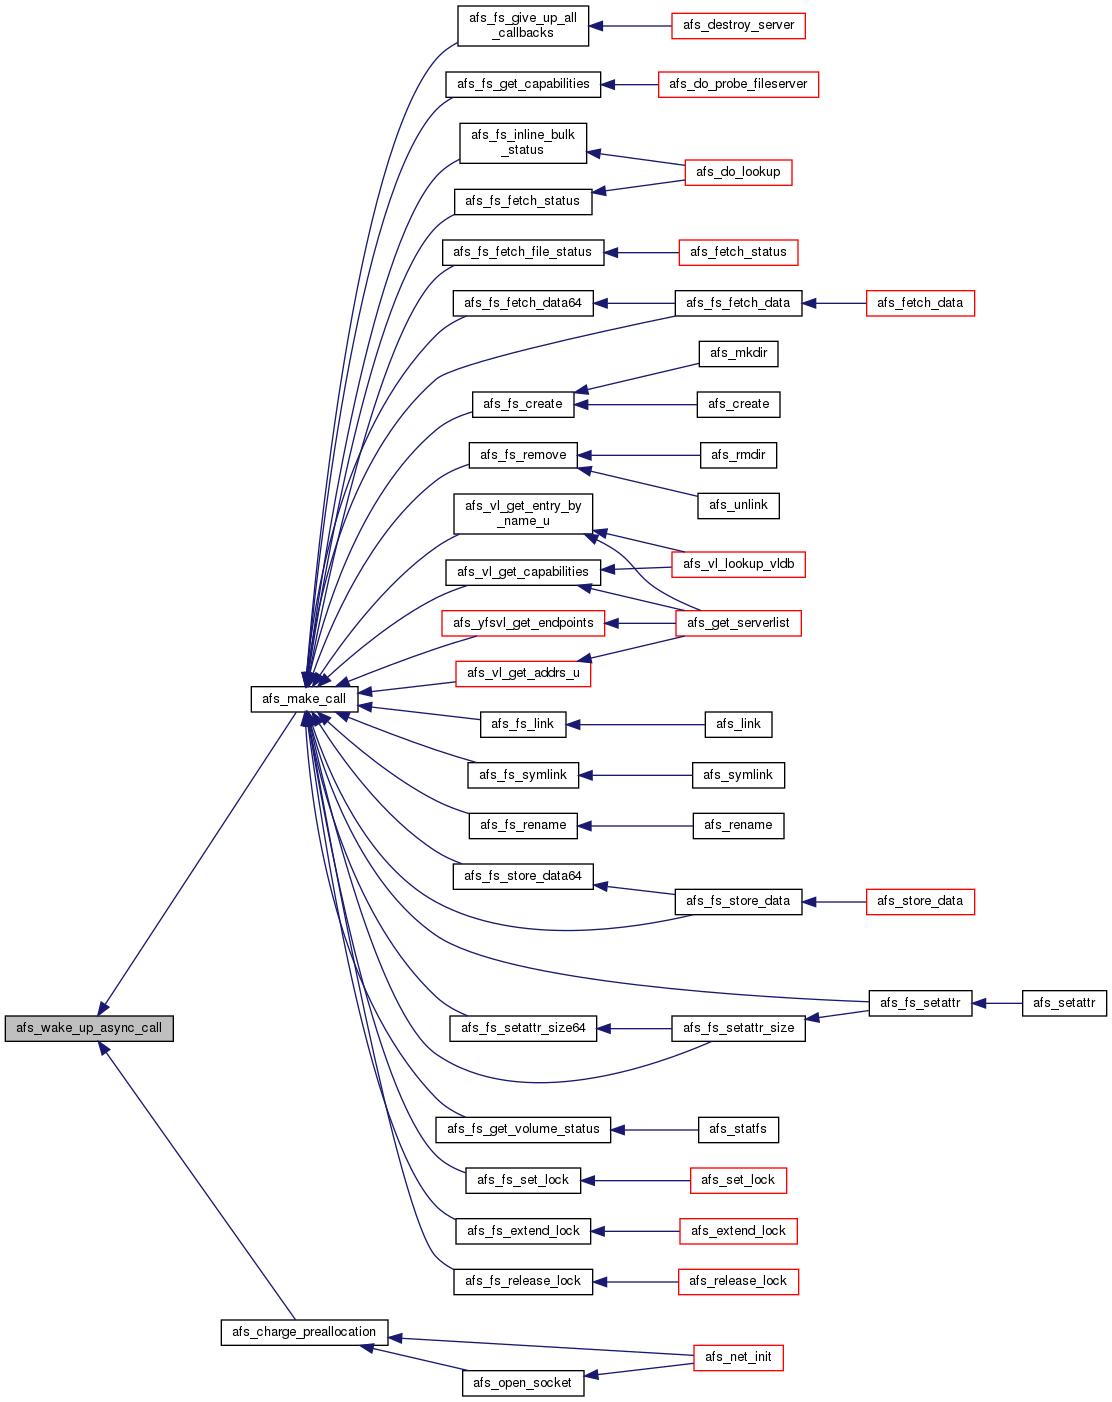 afs_fs_give_up_all
_callbacks
afs_destroy_server
afs_fs_get_capabilities
afs_do_probe_fileserver
afs_fs_inline_bulk
_status
afs_do_lookup
afs_fs_fetch_status
afs_fs_fetch_file_status
afs_fetch_status
afs_fs_fetch_data64
afs_fs_fetch_data
afs_fetch_data
afs_mkdir
afs_fs_create
afs_create
afs_fs_remove
afs_rmdir
afs_unlink
afs_vl_get_entry_by
_name_u
afs_vl_lookup_vldb
afs_vl_get_capabilities
afs_yfsvl_get_endpoints
afs_get_serverlist
afs_vl_get_addrs_u
afs_make_call
afs_fs_link
afs_link
afs_fs_symlink
afs_symlink
afs_fs_rename
afs_rename
afs_fs_store_data64
afs_fs_store_data
afs_store_data
afs_fs_setattr
afs_setattr
afs_wake_up_async_call
afs_fs_setattr_size64
afs_fs_setattr_size
afs_fs_get_volume_status
afs_statfs
afs_fs_set_lock
afs_set_lock
afs_fs_extend_lock
afs_extend_lock
afs_fs_release_lock
afs_release_lock
afs_charge_preallocation
afs_net_init
afs_open_socket